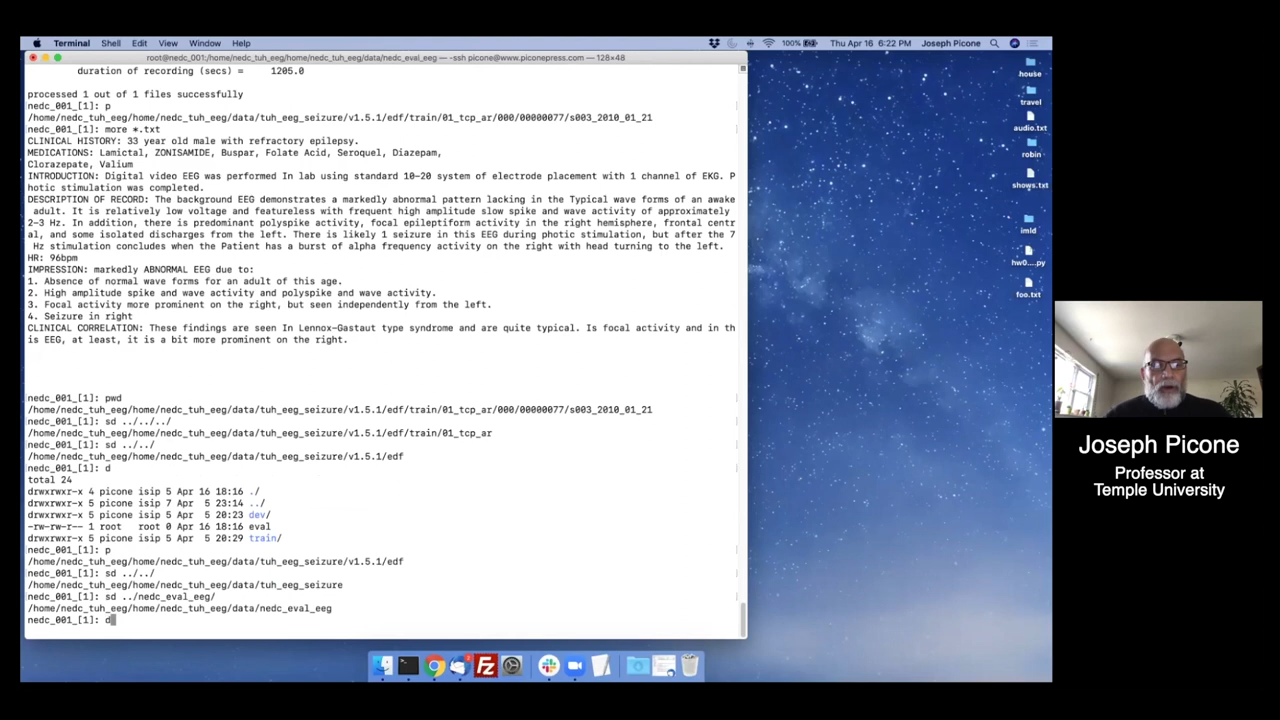 Terminal Shell Edit View Window Help 100% Thu Apr 16 6:22 PM Joseph Picone
root@nedc_001:/home/nedc_tuh_eeg/home/nedc_tuh_eeg/data/nedc_eval_eeg — -ssh picone@www.piconepress.com — 128×48
duration of recording (secs) = 1205.0
processed 1 out of 1 files successfully
nedc_001_[1]: p
/home/nedc_tuh_eeg/home/nedc_tuh_eeg/data/tuh_eeg_seizure/v1.5.1/edf/train/01_tcp_ar/000/00000077/s003_2010_01_21
nedc_001_[1]: more *.txt
CLINICAL HISTORY: 33 year old male with refractory epilepsy.
MEDICATIONS: Lamictal, ZONISAMIDE, Buspar, Folate Acid, Seroquel, Diazepam,
Clorazepate, Valium
INTRODUCTION: Digital video EEG was performed In lab using standard 10-20 system of electrode placement with 1 channel of EKG. P
hotic stimulation was completed.
DESCRIPTION OF RECORD: The background EEG demonstrates a markedly abnormal pattern lacking in the Typical wave forms of an awake
adult. It is relatively low voltage and featureless with frequent high amplitude slow spike and wave activity of approximately
2-3 Hz. In addition, there is predominant polyspike activity, focal epileptiform activity in the right hemisphere, frontal centr
al, and some isolated discharges from the left. There is likely 1 seizure in this EEG during photic stimulation, but after the 7
Hz stimulation concludes when the Patient has a burst of alpha frequency activity on the right with head turning to the left.
HR: 96bpm
IMPRESSION: markedly ABNORMAL EEG due to:
1. Absence of normal wave forms for an adult of this age.
2. High amplitude spike and wave activity and polyspike and wave activity.
3. Focal activity more prominent on the right, but seen independently from the left.
4. Seizure in right
CLINICAL CORRELATION: These findings are seen In Lennox-Gastaut type syndrome and are quite typical. Is focal activity and in th
is EEG, at least, it is a bit more prominent on the right.
nedc_001_[1]: pwd
/home/nedc_tuh_eeg/home/nedc_tuh_eeg/data/tuh_eeg_seizure/v1.5.1/edf/train/01_tcp_ar/000/00000077/s003_2010_01_21
nedc_001_[1]: sd ../../../
/home/nedc_tuh_eeg/home/nedc_tuh_eeg/data/tuh_eeg_seizure/v1.5.1/edf/train/01_tcp_ar
nedc_001_[1]: sd ../../
/home/nedc_tuh_eeg/home/nedc_tuh_eeg/data/tuh_eeg_seizure/v1.5.1/edf
nedc_001_[1]: d
total 24
drwxrwxr-x 4 picone isip 5 Apr 16 18:16 ./
drwxrwxr-x 5 picone isip 7 Apr 5 23:14 ../
drwxrwxr-x 5 picone isip 5 Apr 5 20:23 dev/
-rw-rw-r-- 1 root root 0 Apr 16 18:16 eval
drwxrwxr-x 5 picone isip 5 Apr 5 20:29 train/
nedc_001_[1]: p
/home/nedc_tuh_eeg/home/nedc_tuh_eeg/data/tuh_eeg_seizure/v1.5.1/edf
nedc_001_[1]: sd ../../
/home/nedc_tuh_eeg/home/nedc_tuh_eeg/data/tuh_eeg_seizure
nedc_001_[1]: sd ../nedc_eval_eeg/
/home/nedc_tuh_eeg/home/nedc_tuh_eeg/data/nedc_eval_eeg
nedc_001_[1]: d
house
travel
audio.txt
robin
shows.txt
imld
hw0....py
foo.txt
Joseph Picone
Professor at
Temple University